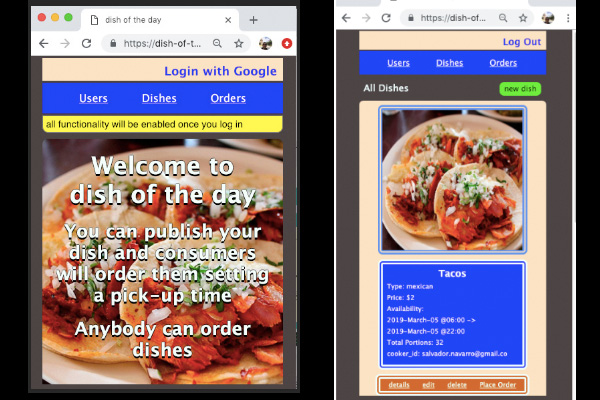 dish of the day
https://dish-of-t...
Login with Google
Users Dishes Orders
all functionality will be enabled once you log in
Welcome to
dish of the day
You can publish your
dish and consumers
will order them setting
a pick-up time
Anybody can order
dishes
https://dish-of-...
Log Out
Users Dishes Orders
All Dishes new dish
Tacos
Type: mexican
Price: $2
Availability:
2019-March-05 @06:00 ->
2019-March-05 @22:00
Total Portions: 32
cooker_id: salvador.navarro@gmail.co
details edit delete Place Order